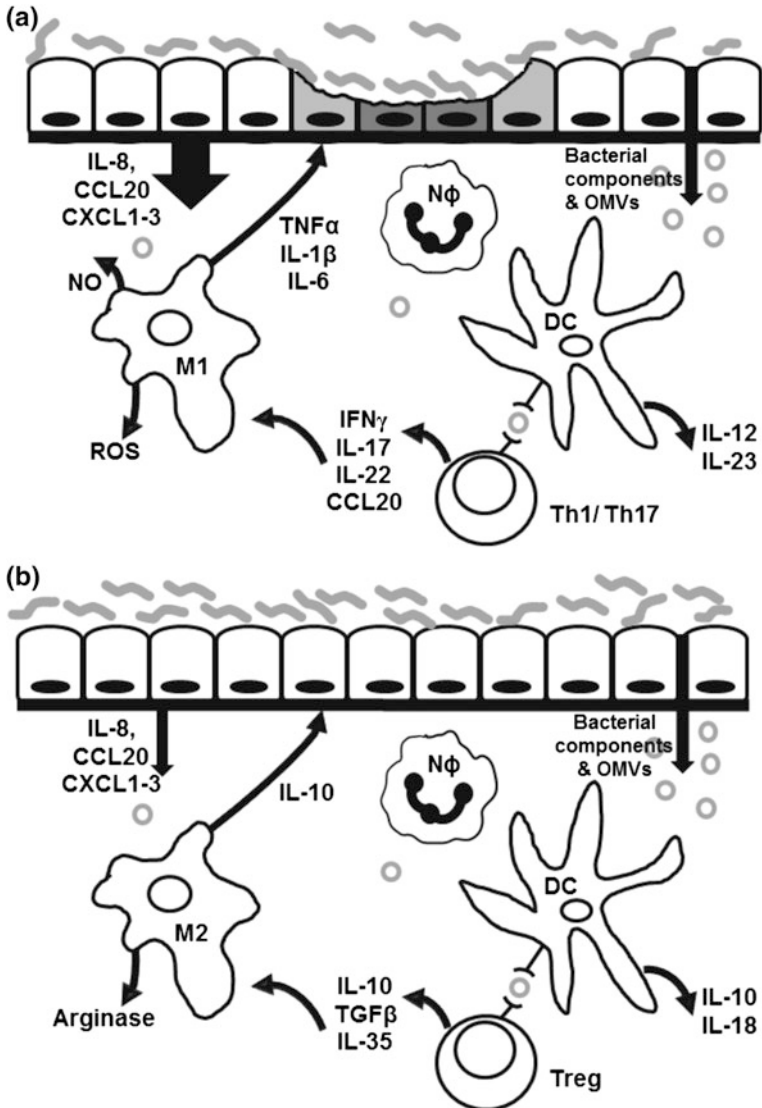 (a)
IL-8,
CCL20
CXCL1-3
Bacterial
components
& OMVs
NΦ
TNFα
IL-1β
IL-6
NO
M1
DC
ROS
IFNγ
IL-17
IL-22
CCL20
IL-12
IL-23
Th1/ Th17
(b)
IL-8,
CCL20
CXCL1-3
Bacterial
components
& OMVs
NΦ
IL-10
M2
DC
Arginase
IL-10
TGFβ
IL-35
IL-10
IL-18
Treg